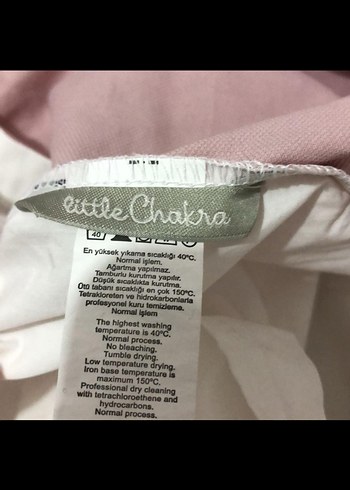 little Chakra
40
En yüksek yıkama sıcaklığı 40°C.
Normal işlem.
Ağartma yapılmaz.
Tamburlu kurutma yapılır.
Düşük sıcaklıkta kurutma.
Ütü tabanı sıcaklığı en çok 150°C.
Tetrakloreten ve hidrokarbonlarla
profesyonel kuru temizleme.
Normal işlem
The highest washing
temperature is 40°C.
Normal process.
No bleaching.
Tumble drying.
Low temperature drying.
Iron base temperature is
maximum 150°C.
Professional dry cleaning
with tetrachloroethene and
hydrocarbons.
Normal process.